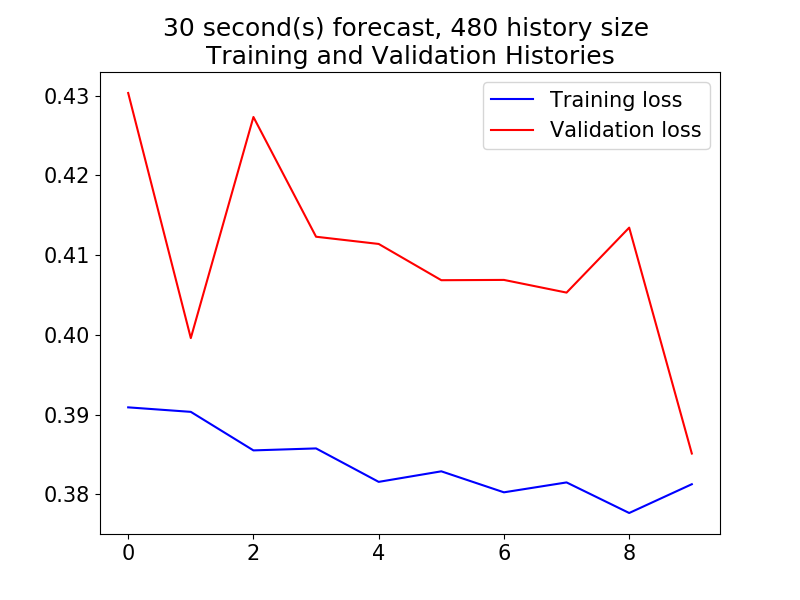 30 second(s) forecast, 480 history size
Training and Validation Histories
Training loss
Validation loss
0.43
0.42
0.41
0.40
0.39
0.38
0 2 4 6 8